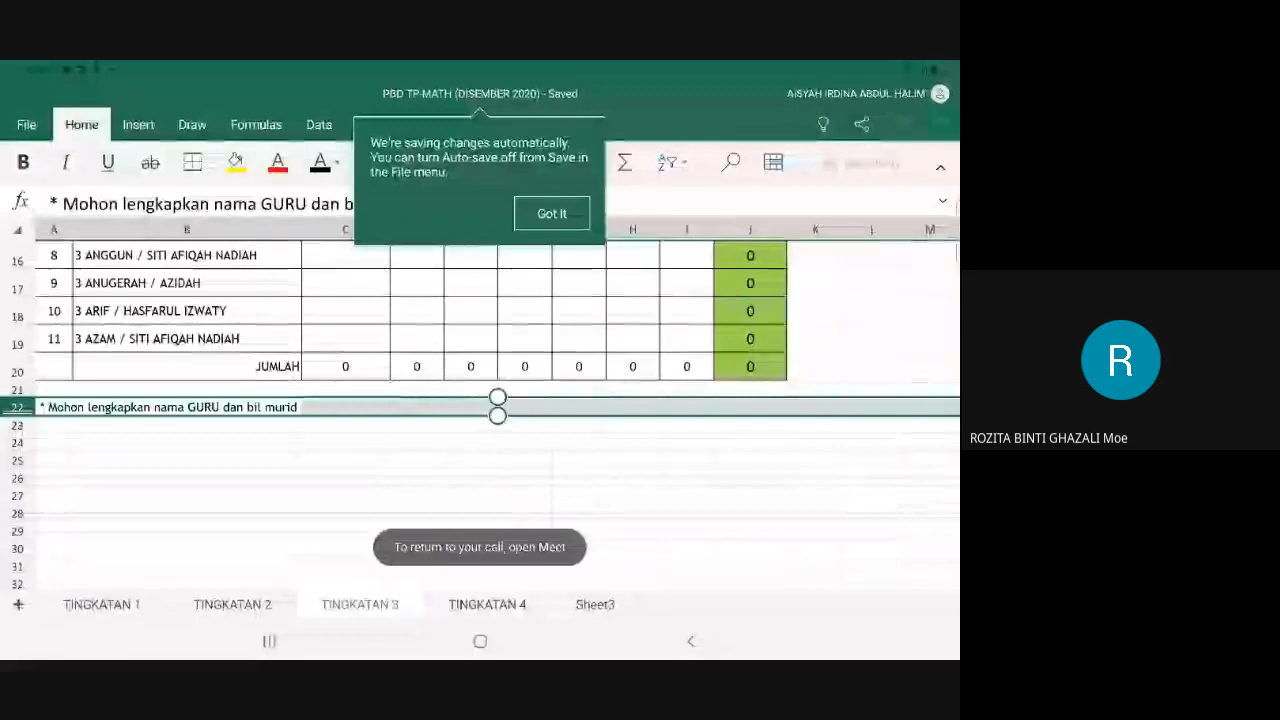 PBD TP MATH (DISEMBER 2020) - Saved
AISYAH IRDINA ABDUL HALIM
File Home Insert Draw Formulas Data
We're saving changes automatically.
You can turn Auto-save off from Save in
the File menu.
Got It
B I U ab A A
fx * Mohon lengkapkan nama GURU dan b
A B C H I J K L M
16 8 3 ANGGUN / SITI AFIQAH NADIAH 0
17 9 3 ANUGERAH / AZIDAH 0
18 10 3 ARIF / HASFARUL IZWATY 0
19 11 3 AZAM / SITI AFIQAH NADIAH 0
20 JUMLAH 0 0 0 0 0 0 0 0
21
22 * Mohon lengkapkan nama GURU dan bil murid
23
24
25
26
27
28
29
30
31
32
To return to your call, open Meet
+ TINGKATAN 1 TINGKATAN 2 TINGKATAN 3 TINGKATAN 4 Sheet3
R
ROZITA BINTI GHAZALI Moe